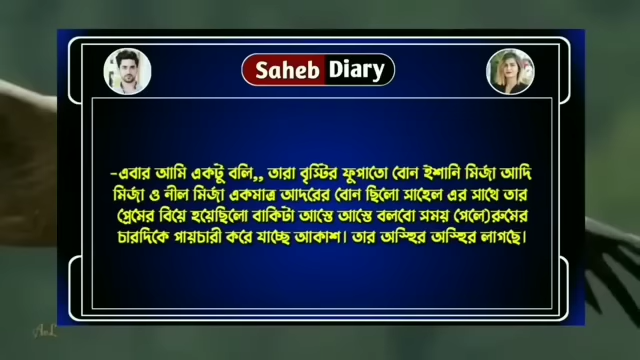 Saheb Diary
-এবার আমি একটু বলি,, তারা বৃস্টির ফুপাতো বোন ইশানি মির্জা আদি
মির্জা ও নীল মির্জা একমাত্র আদরের বোন ছিলো সাহেল এর সাথে তার
প্রেমের বিয়ে হয়েছিলো বাকিটা আস্তে আস্তে বলবো সময় পেলে)রুমের
চারদিকে পায়চারী করে যাচ্ছে আকাশ। তার অস্হির অস্হির লাগছে।